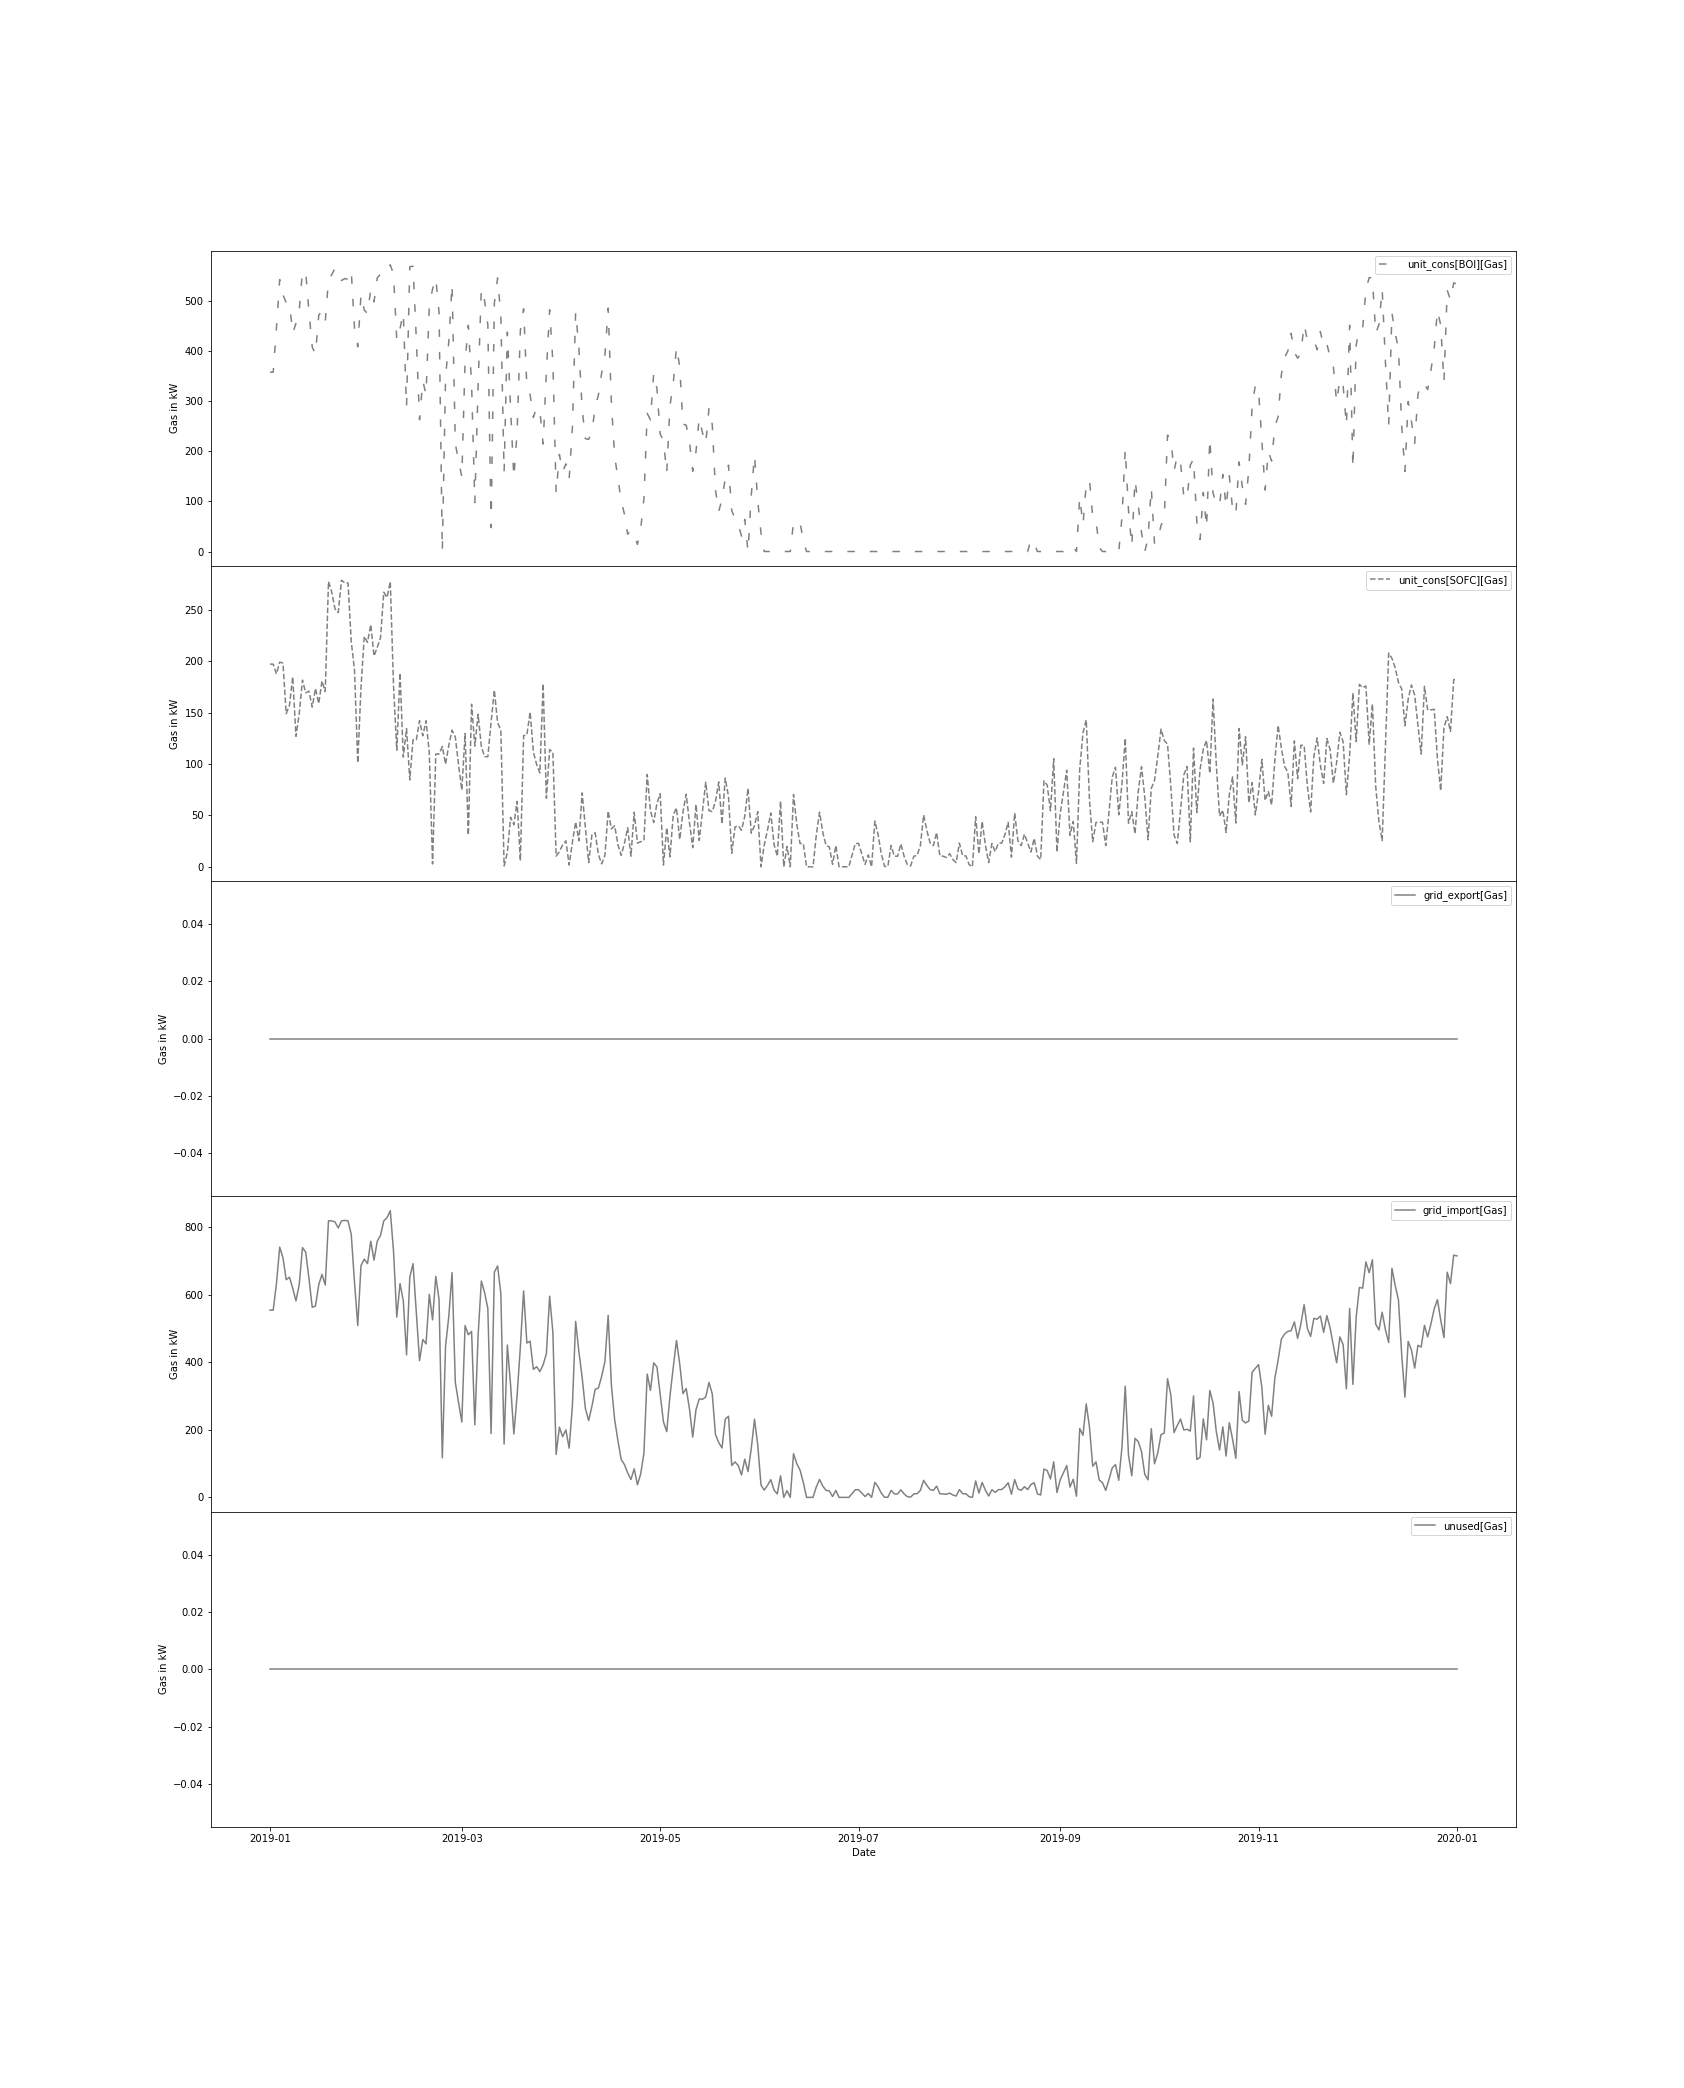 unit_cons[BOI][Gas]
500
400
300
200
100
0
Gas in kW
unit_cons[SOFC][Gas]
250
200
150
100
50
0
Gas in kW
grid_export[Gas]
0.04
0.02
0.00
−0.02
−0.04
Gas in kW
grid_import[Gas]
800
600
400
200
0
Gas in kW
unused[Gas]
0.04
0.02
0.00
−0.02
−0.04
Gas in kW
2019-01 2019-03 2019-05 2019-07 2019-09 2019-11 2020-01
Date